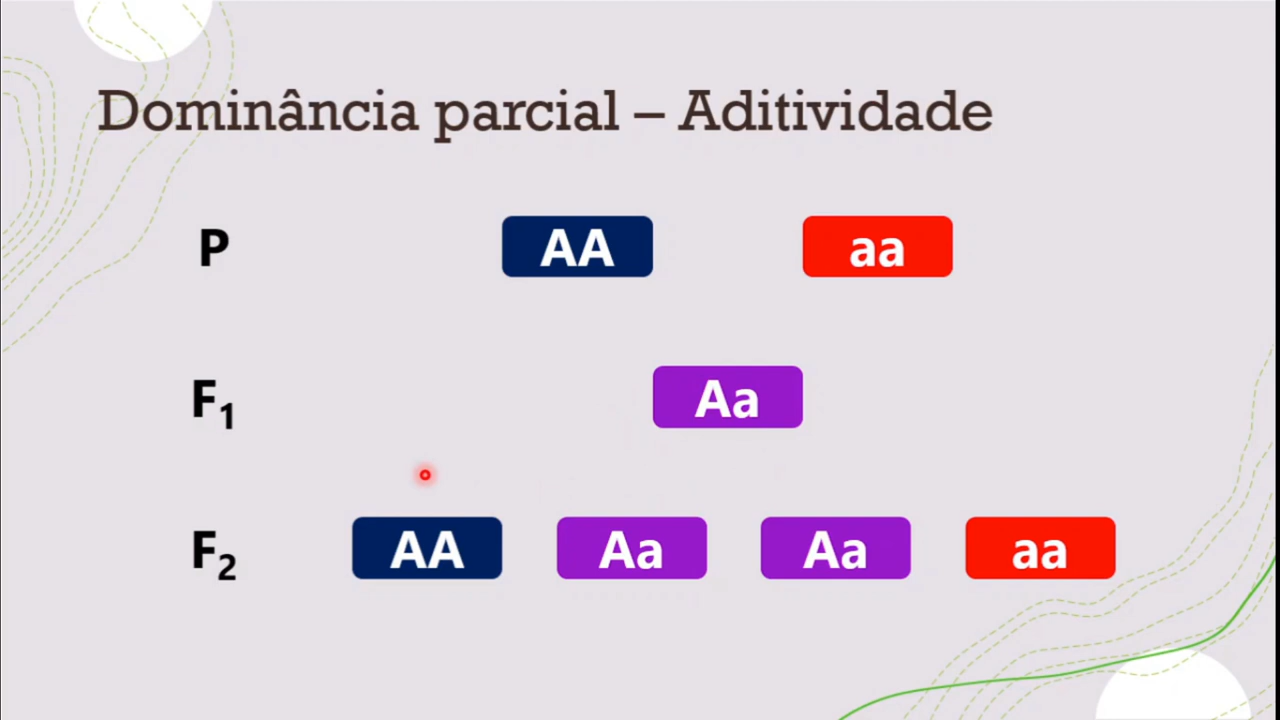 Dominância parcial – Aditividade
P AA aa
F₁ Aa
F₂ AA Aa Aa aa